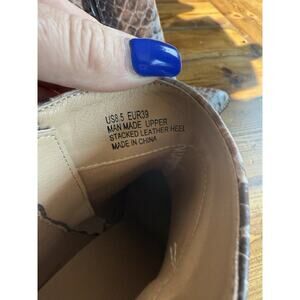 US8.5 EUR39
MAN MADE UPPER
STACKED LEATHER HEEL
MADE IN CHINA